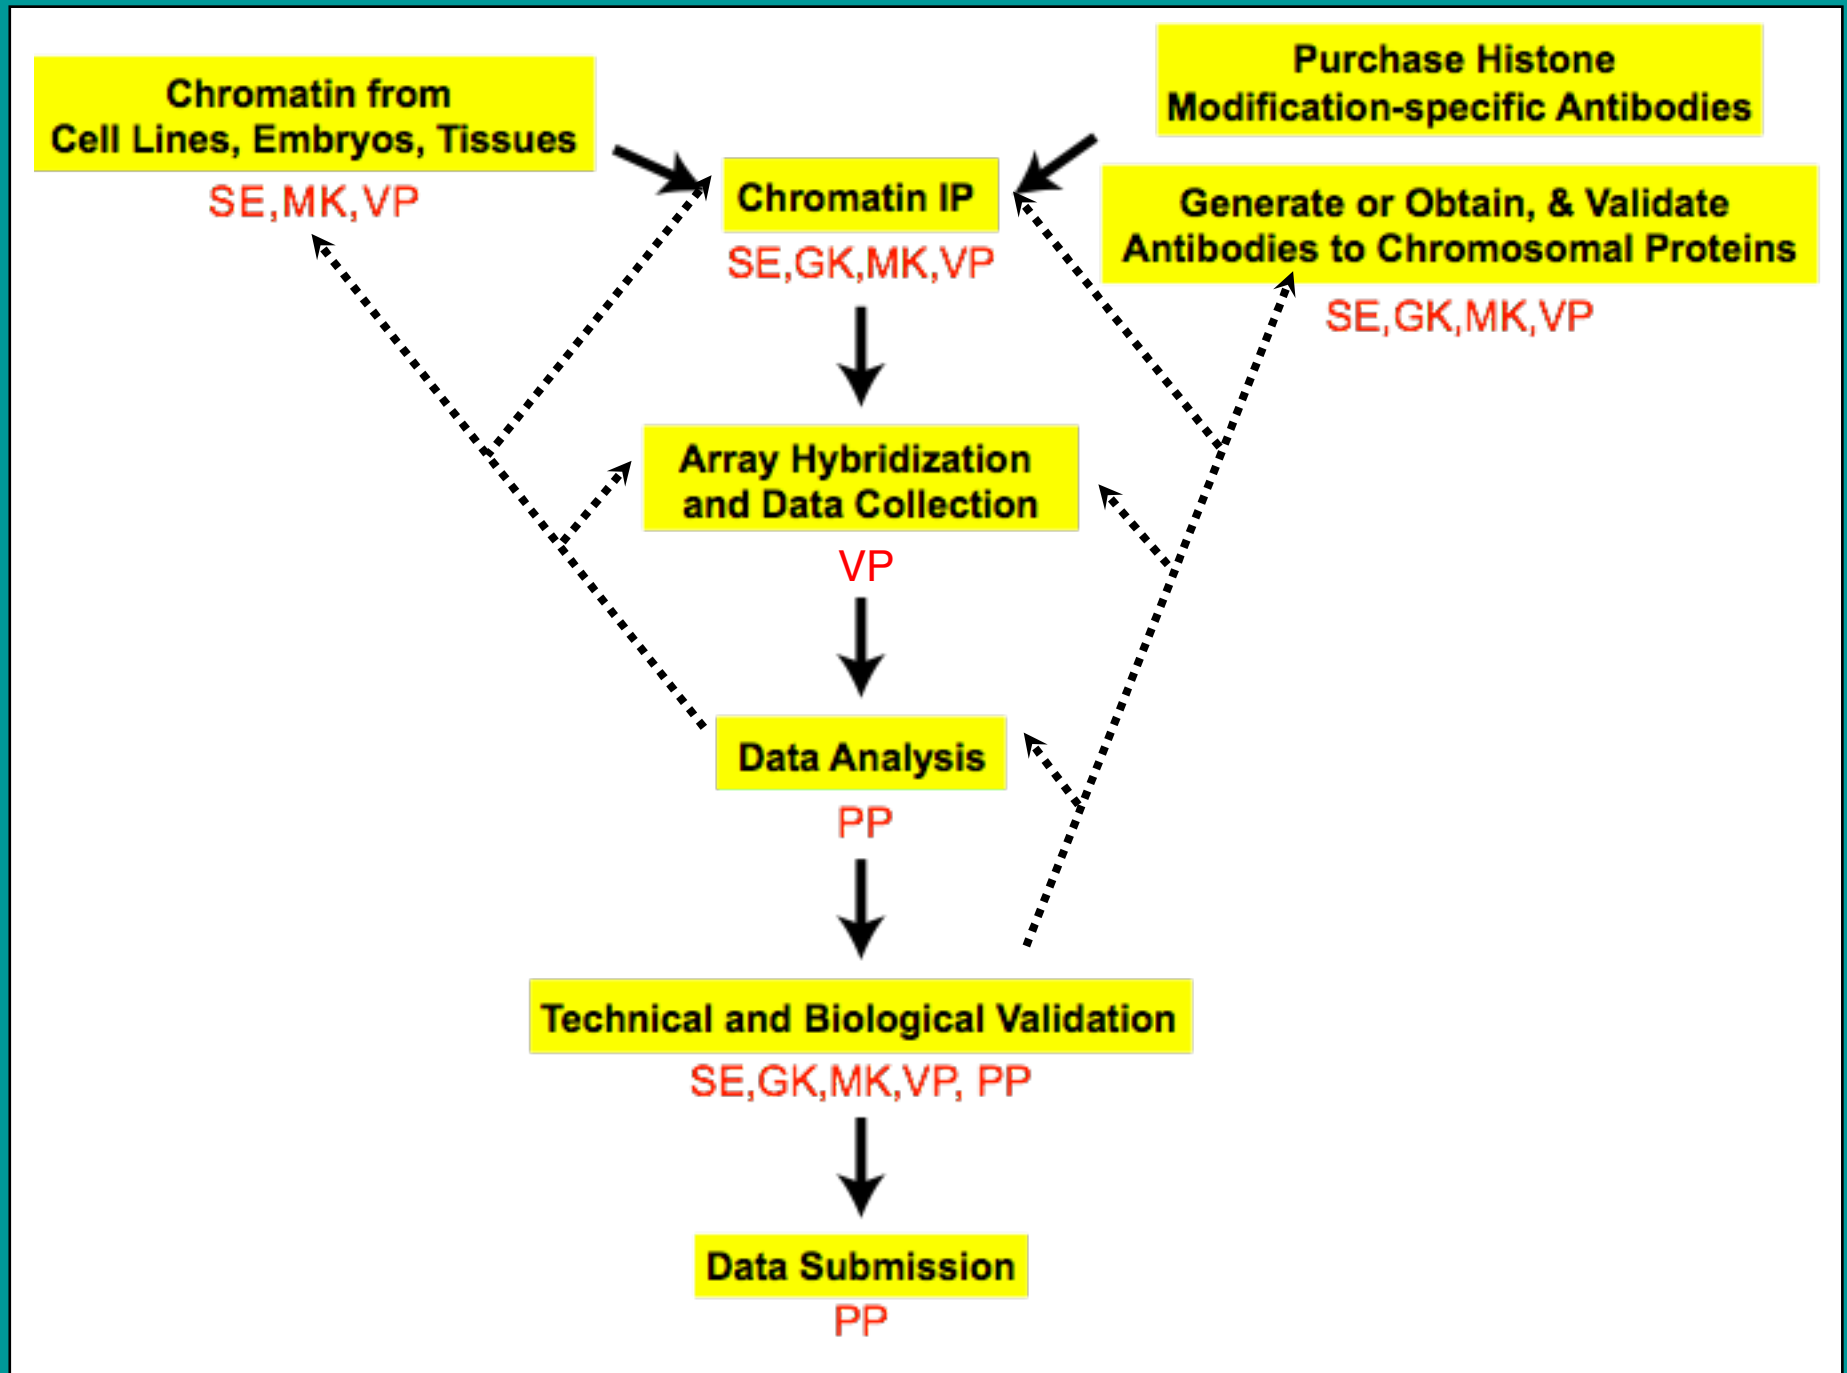 Chromatin from
Cell Lines, Embryos, Tissues
SE,MK,VP
Purchase Histone
Modification-specific Antibodies
Chromatin IP
SE,GK,MK,VP
Generate or Obtain, & Validate
Antibodies to Chromosomal Proteins
SE,GK,MK,VP
Array Hybridization
and Data Collection
VP
Data Analysis
PP
Technical and Biological Validation
SE,GK,MK,VP, PP
Data Submission
PP